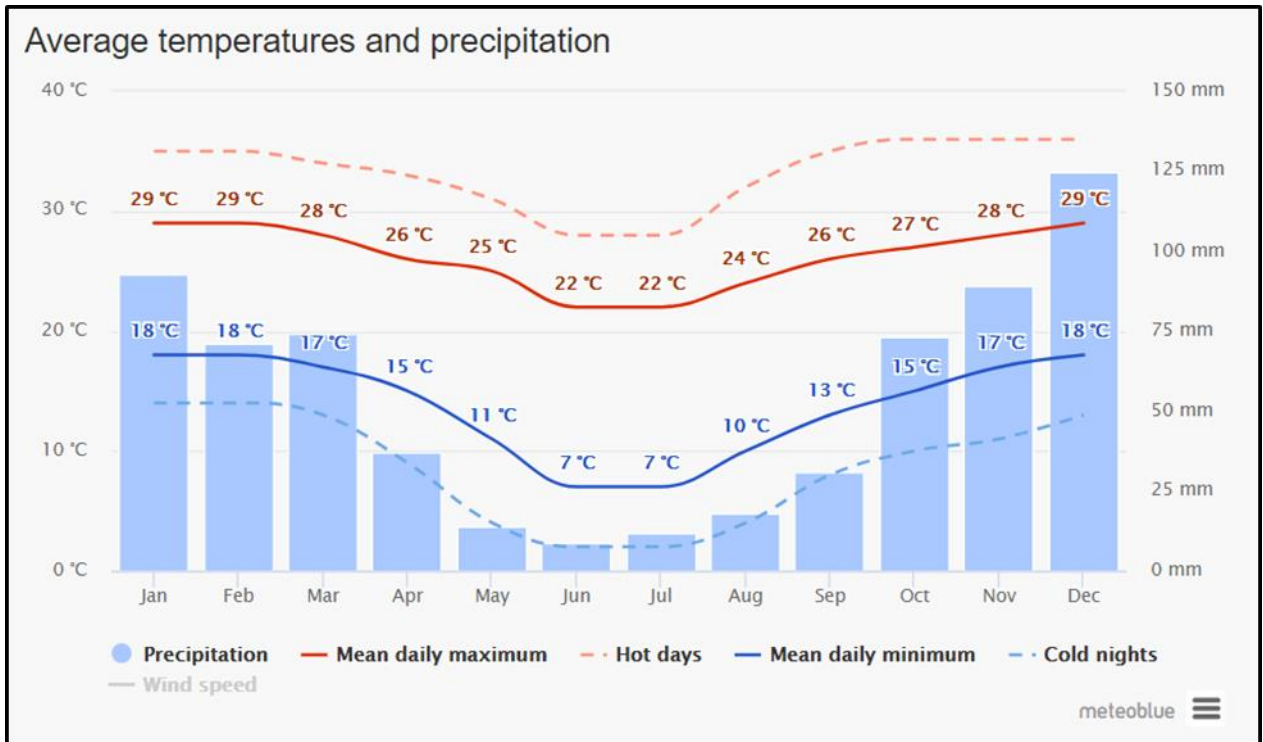 Average temperatures and precipitation
40 °C
150 mm
125 mm
29 °C 29 °C 28 °C 26 °C 25 °C 22 °C 22 °C 24 °C 26 °C 27 °C 28 °C 29 °C
30 °C
100 mm
20 °C
75 mm
18 °C 18 °C 17 °C 15 °C 11 °C 7 °C 7 °C 10 °C 13 °C 15 °C 17 °C 18 °C
50 mm
10 °C
25 mm
0 °C
0 mm
Jan Feb Mar Apr May Jun Jul Aug Sep Oct Nov Dec
Precipitation Mean daily maximum Hot days Mean daily minimum Cold nights
Wind speed
meteoblue